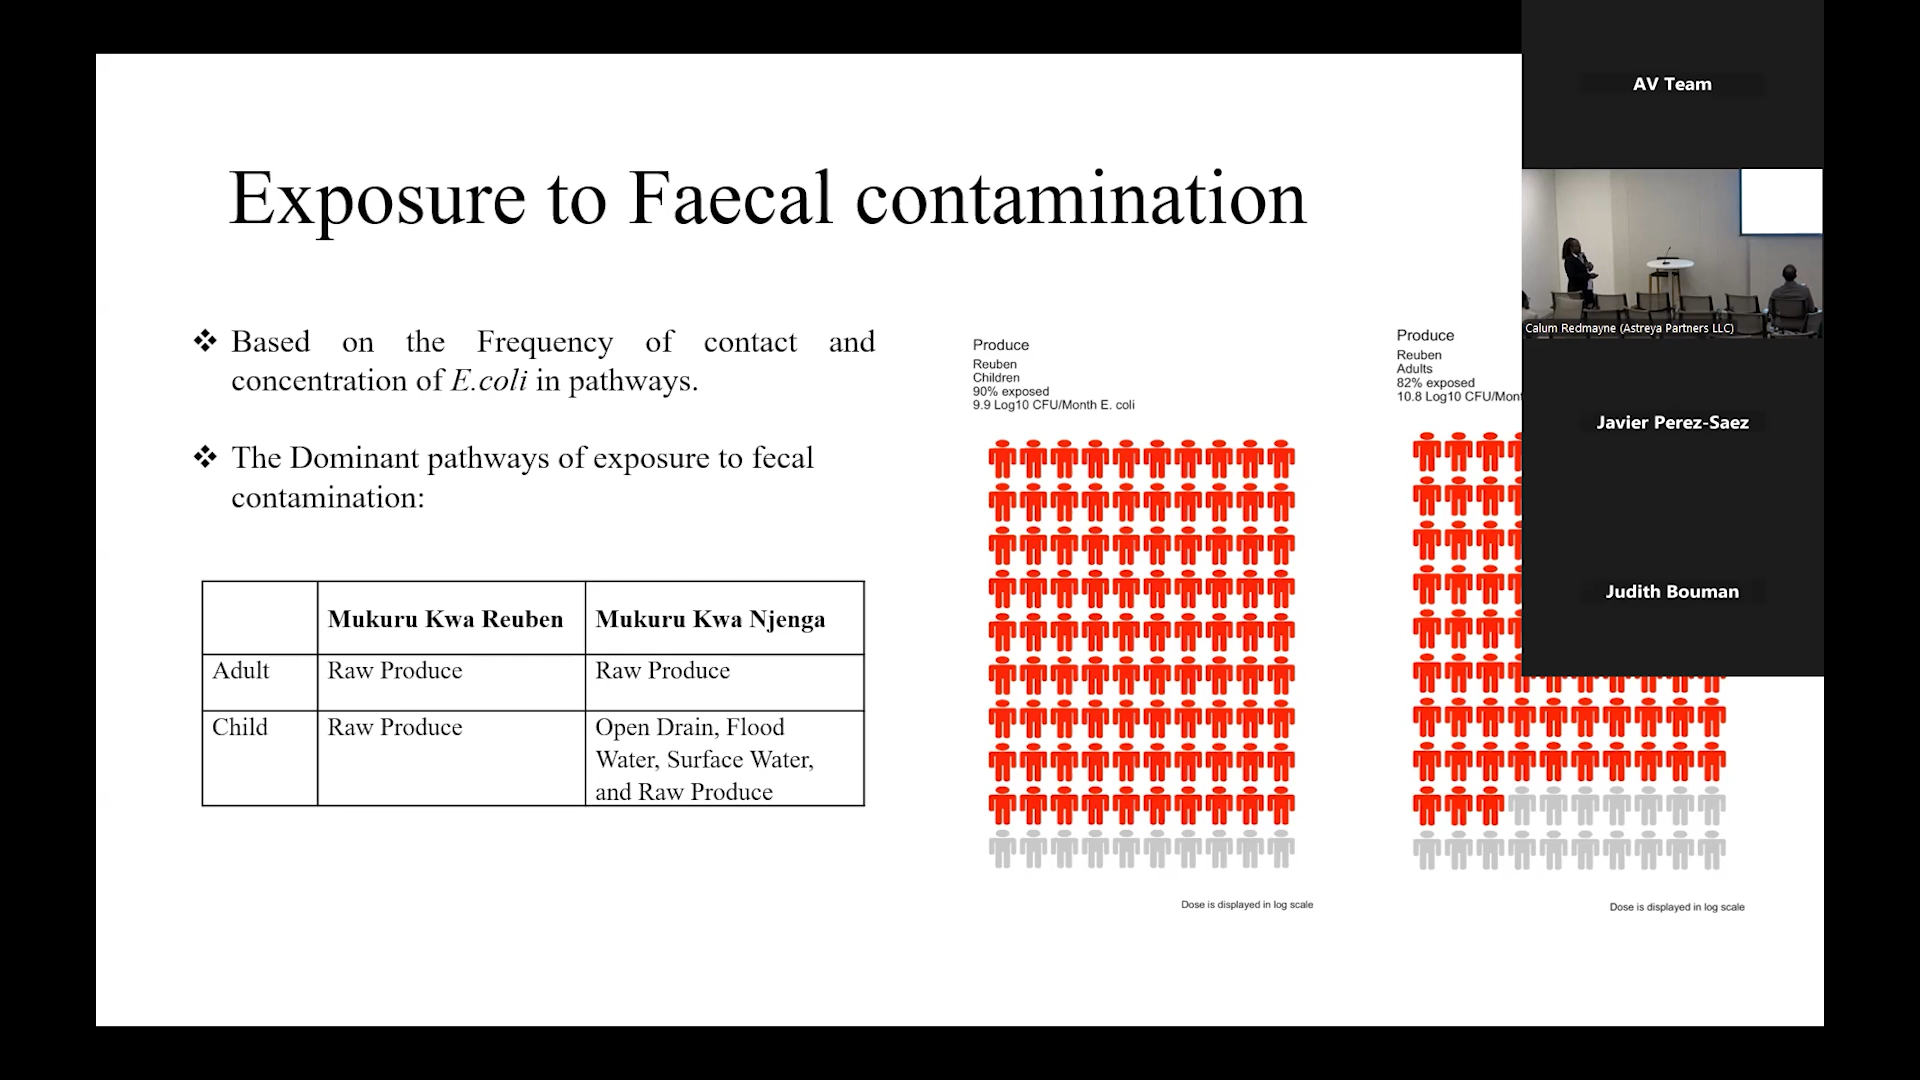 Exposure to Faecal contamination
❖ Based on the Frequency of contact and
concentration of E.coli in pathways.
❖ The Dominant pathways of exposure to fecal
contamination:
Mukuru Kwa Reuben
Mukuru Kwa Njenga
Adult
Raw Produce
Raw Produce
Child
Raw Produce
Open Drain, Flood
Water, Surface Water,
and Raw Produce
Produce
Reuben
Children
90% exposed
9.9 Log10 CFU/Month E. coli
Dose is displayed in log scale
Produce
Reuben
Adults
82% exposed
10.8 Log10 CFU/Mont
Dose is displayed in log scale
AV Team
Calum Redmayne (Astreya Partners LLC)
Javier Perez-Saez
Judith Bouman